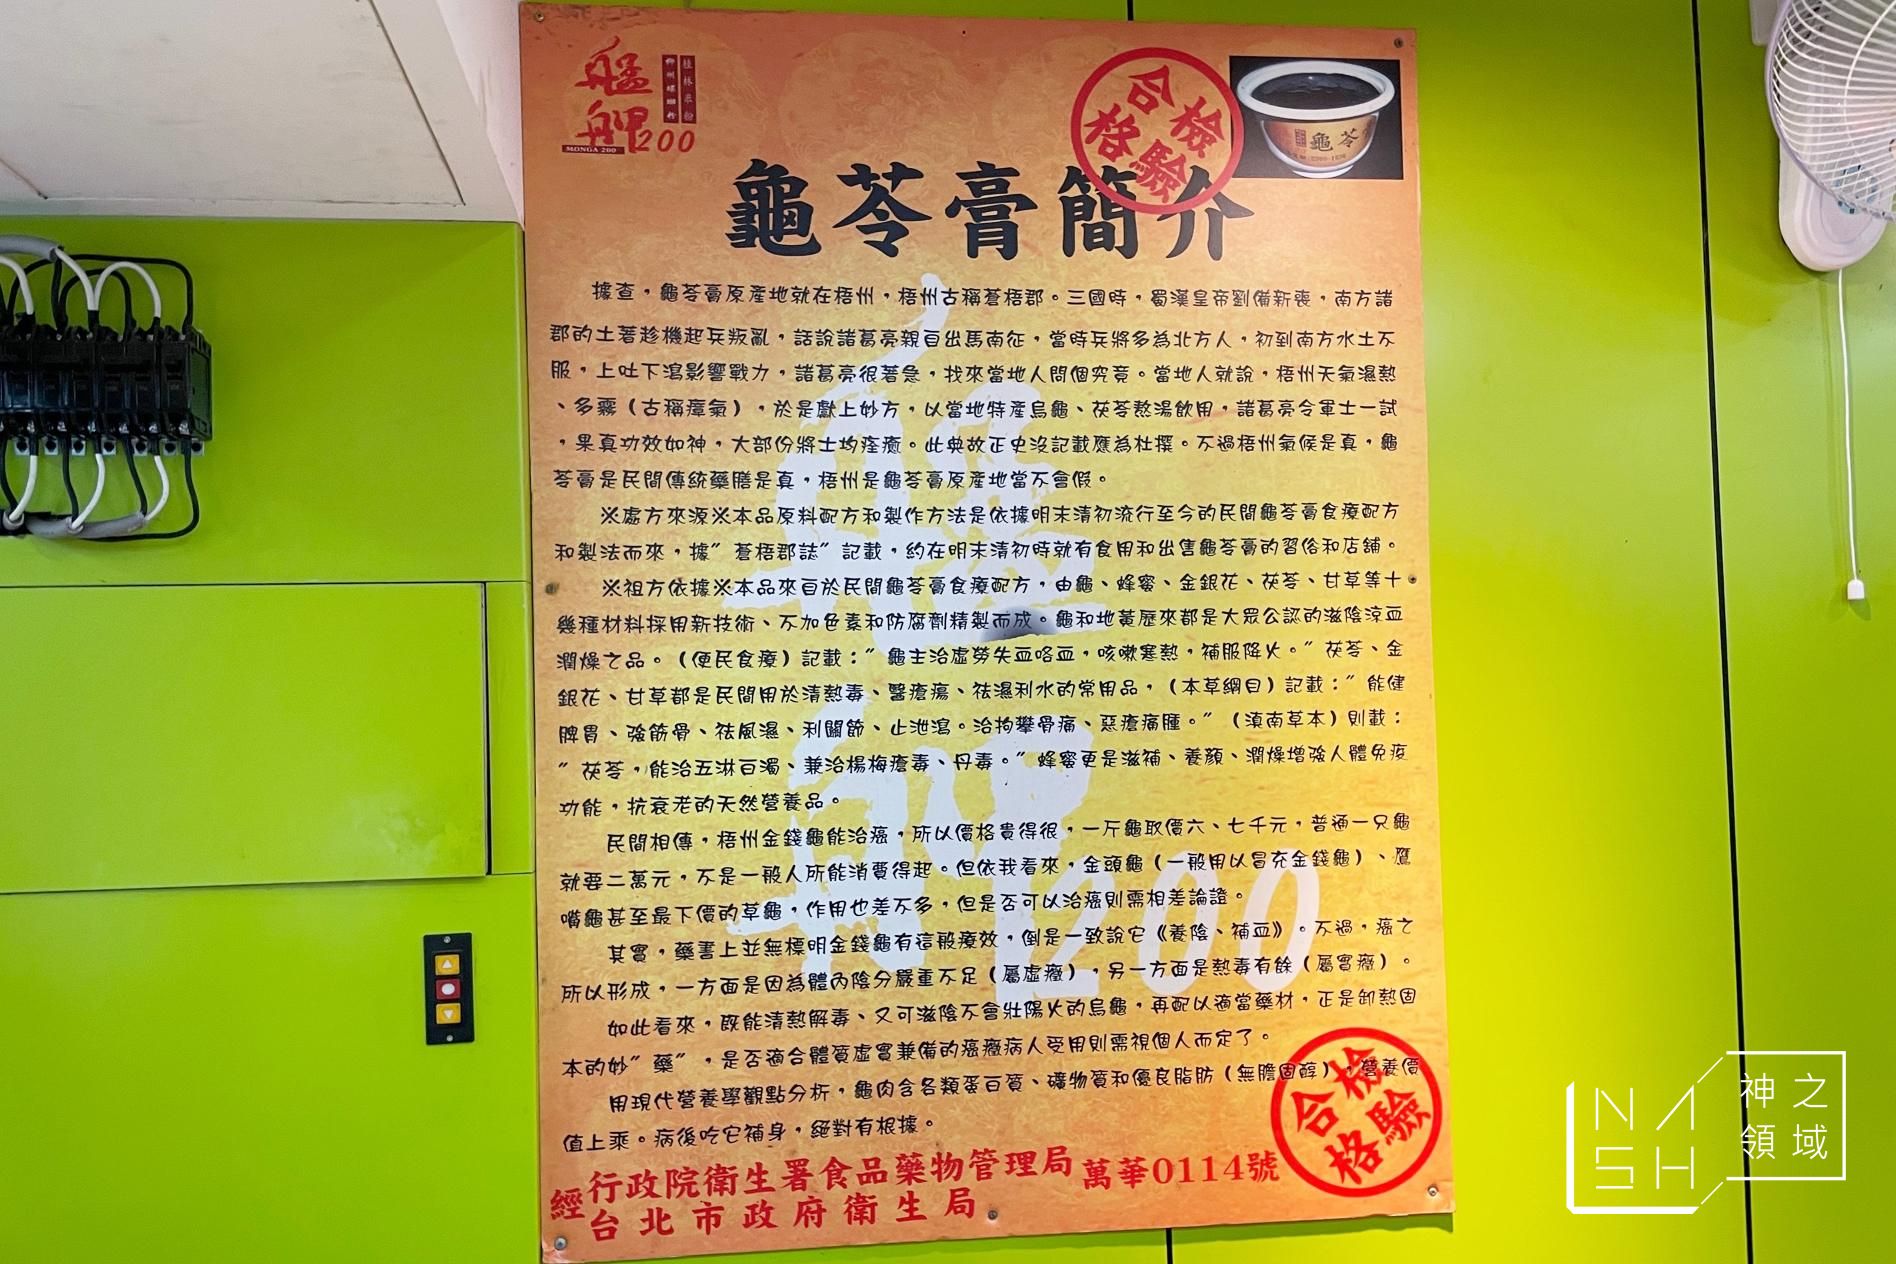 艋舺200
MONGA 200
桂林米粉
柳州螺螄粉
檢驗合格
龜苓膏
龜苓膏簡介
據查，龜苓膏原產地就在梧州，梧州古稱蒼梧郡。三國時，蜀漢皇帝劉備新喪，南方諸
郡的土著趁機起兵叛亂，話說諸葛亮親自出馬南征，當時兵將多為北方人，初到南方水土不
服，上吐下瀉影響戰力，諸葛亮很著急，找來當地人問個究竟。當地人就說，梧州天氣濕熱
、多霧（古稱瘴氣），於是獻上妙方，以當地特產烏龜、茯苓熬湯飲用，諸葛亮令軍士一試
，果真功效如神，大部份將士均痊癒。此典故正史沒記載應為杜撰。不過梧州氣候是真，龜
苓膏是民間傳統藥膳是真，梧州是龜苓膏原產地當不會假。
※處方來源※本品原料配方和製作方法是依據明末清初流行至今的民間龜苓膏食療配方
和製法而來，據”蒼梧郡誌”記載，約在明末清初時就有食用和出售龜苓膏的習俗和店舖。
※祖方依據※本品來自於民間龜苓膏食療配方，由龜、蜂蜜、金銀花、茯苓、甘草等十
幾種材料採用新技術、不加色素和防腐劑精製而成。龜和地黃歷來都是大眾公認的滋陰涼血
潤燥之品。（便民食療）記載：”龜主治虛勞失血咯血，咳嗽寒熱，補服降火。”茯苓、金
銀花、甘草都是民間用於清熱毒、醫瘡瘍、祛濕利水的常用品，（本草綱目）記載：”能健
脾胃、強筋骨、祛風濕、利關節、止泄瀉。治拘攣骨痛、惡瘡痛腫。”（滇南草本）則載：
”茯苓，能治五淋百濁、兼治楊梅瘡毒、丹毒。”蜂蜜更是滋補、養顏、潤燥增強人體免疫
功能，抗衰老的天然營養品。
民間相傳，梧州金錢龜能治癌，所以價格貴得很，一斤龜取價六、七千元，普通一只龜
就要二萬元，不是一般人所能消費得起。但依我看來，金頭龜（一般用以冒充金錢龜）、鷹
嘴龜甚至最下價的草龜，作用也差不多，但是否可以治癌則需相差論證。
其實，藥書上並無標明金錢龜有這般療效，倒是一致說它《養陰、補血》。不過，癌之
所以形成，一方面是因為體內陰分嚴重不足（屬虛癥），另一方面是熱毒有餘（屬實癥）。
如此看來，既能清熱解毒、又可滋陰不會壯陽火的烏龜，再配以適當藥材，正是卸熱固
本的妙”藥”，是否適合體質虛實兼備的癌癥病人受用則需視個人而定了。
用現代營養學觀點分析，龜肉含各類蛋白質、礦物質和優良脂肪（無膽固醇），營養價
值上乘。病後吃它補身，絕對有根據。
經行政院衛生署食品藥物管理局
台北市政府衛生局
萬華0114號
檢驗合格
艋舺200
NASH
神之領域